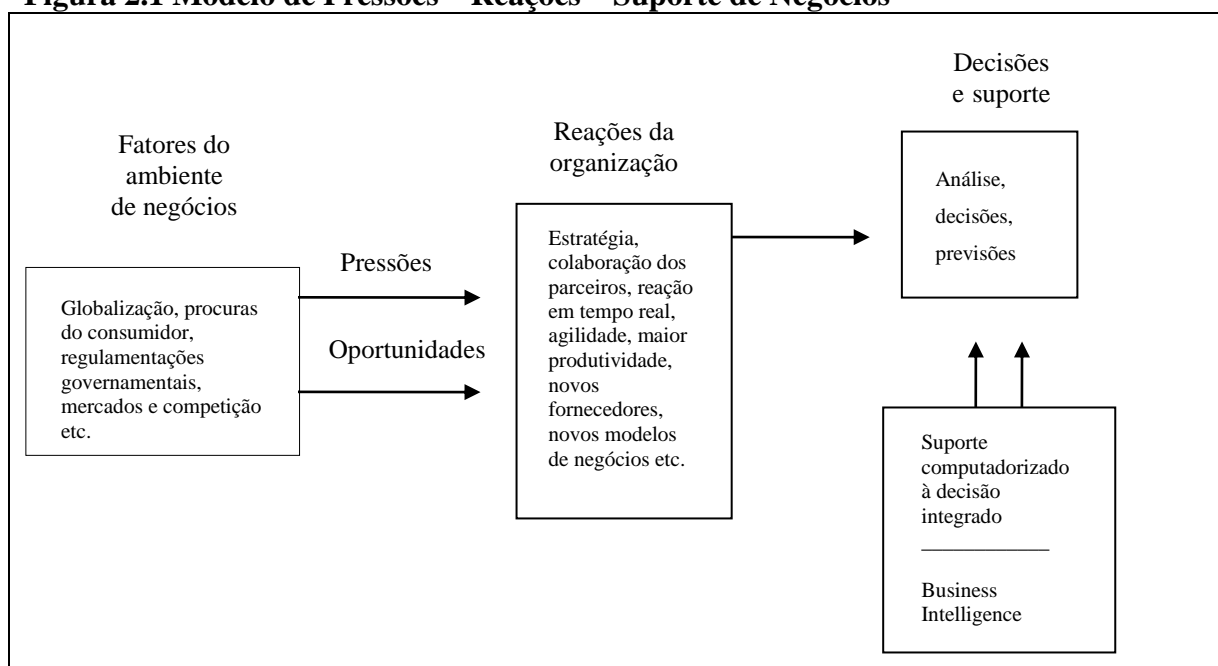 Figura 2.1 Modelo de Pressões – Reações – Suporte de Negócios
Fatores do
ambiente
de negócios
Globalização, procuras
do consumidor,
regulamentações
governamentais,
mercados e competição
etc.
Pressões
Oportunidades
Reações da
organização
Estratégia,
colaboração dos
parceiros, reação
em tempo real,
agilidade, maior
produtividade,
novos
fornecedores,
novos modelos
de negócios etc.
Decisões
e suporte
Análise,
decisões,
previsões
Suporte
computadorizado
à decisão
integrado
Business
Intelligence